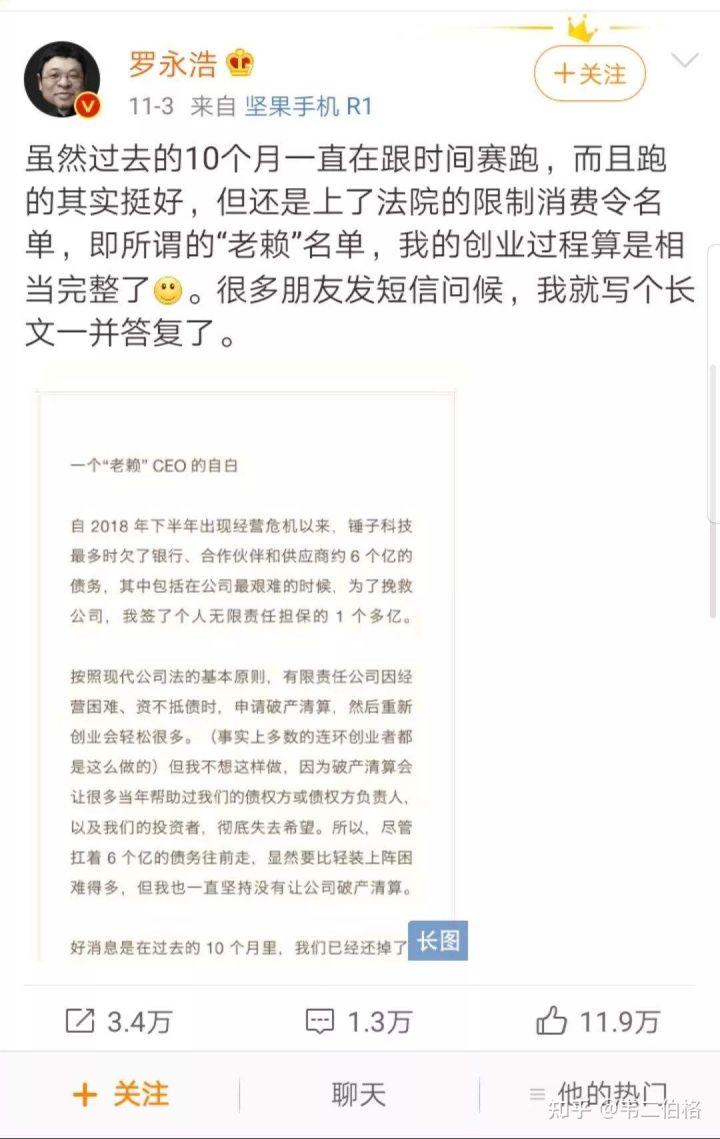 罗永浩
+关注
11-3 来自 坚果手机 R1
虽然过去的10个月一直在跟时间赛跑，而且跑
的其实挺好，但还是上了法院的限制消费令名
单，即所谓的“老赖”名单，我的创业过程算是相
当完整了🙂。很多朋友发短信问候，我就写个长
文一并答复了。
一个“老赖” CEO 的自白
自 2018 年下半年出现经营危机以来，锤子科技
最多时欠了银行、合作伙伴和供应商约 6 个亿的
债务，其中包括在公司最艰难的时候，为了挽救
公司，我签了个人无限责任担保的 1 个多亿。
按照现代公司法的基本原则，有限责任公司因经
营困难、资不抵债时，申请破产清算，然后重新
创业会轻松很多。（事实上多数的连环创业者都
是这么做的）但我不想这样做，因为破产清算会
让很多当年帮助过我们的债权方或债权方负责人，
以及我们的投资者，彻底失去希望。所以，尽管
扛着 6 个亿的债务往前走，显然要比轻装上阵困
难得多，但我也一直坚持没有让公司破产清算。
好消息是在过去的 10 个月里，我们已经还掉了
长图
3.4万
1.3万
11.9万
+ 关注
聊天
他的热门
知乎 @韦二伯格